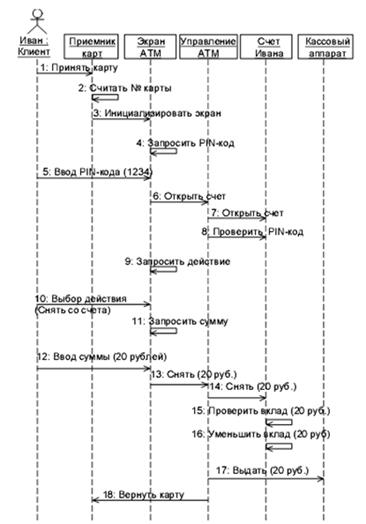 Иван : Клиент
Приемник карт
Экран АТМ
Управление АТМ
Счет Ивана
Кассовый аппарат
1: Принять карту
2: Считать № карты
3: Инициализировать экран
4: Запросить PIN-код
5: Ввод PIN-кода (1234)
6: Открыть счет
7: Открыть счет
8: Проверить PIN-код
9: Запросить действие
10: Выбор действия
(Снять со счета)
11: Запросить сумму
12: Ввод суммы (20 рублей)
13: Снять (20 руб.)
14: Снять (20 руб.)
15: Проверить вклад (20 руб.)
16: Уменьшить вклад (20 руб)
17: Выдать (20 руб.)
18: Вернуть карту